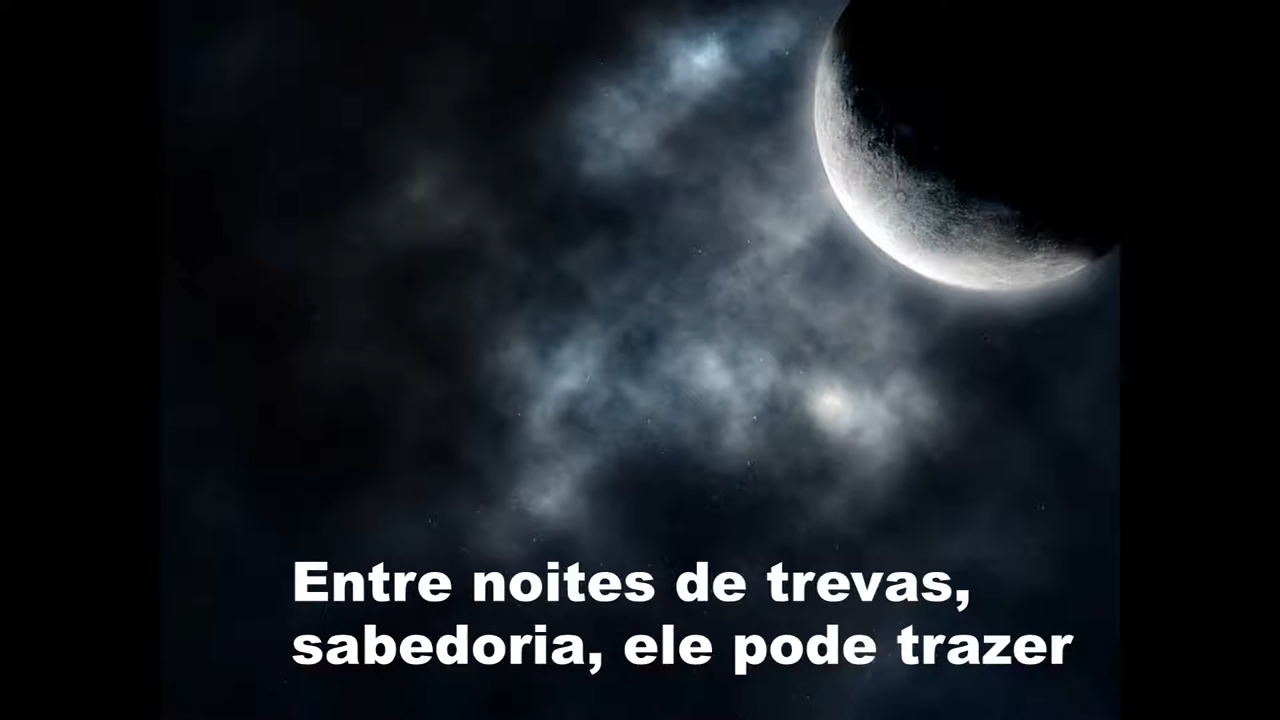 Entre noites de trevas,
sabedoria, ele pode trazer